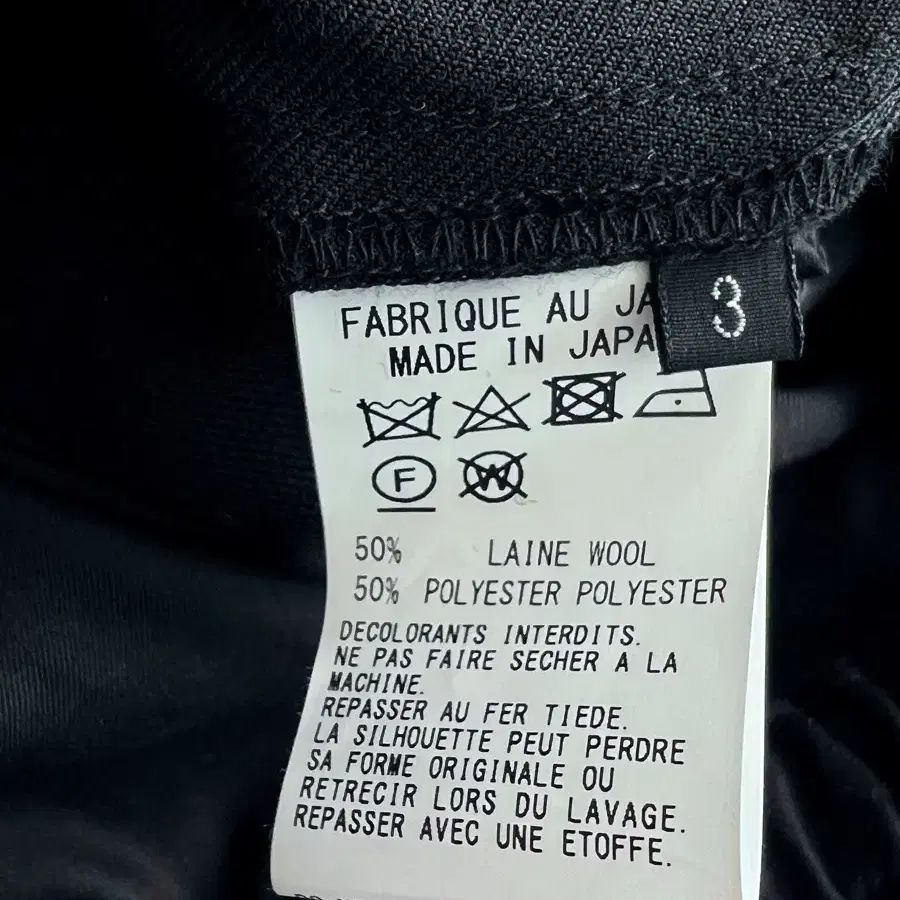 FABRIQUE AU JA
3
MADE IN JAPA
F
W
50% LAINE WOOL
50% POLYESTER POLYESTER
DECOLORANTS INTERDITS.
NE PAS FAIRE SECHER A LA
MACHINE.
REPASSER AU FER TIEDE.
LA SILHOUETTE PEUT PERDRE
SA FORME ORIGINALE OU
RETRECIR LORS DU LAVAGE.
REPASSER AVEC UNE ETOFFE.